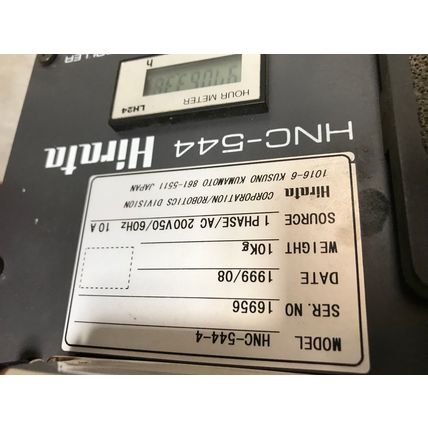 MODEL HNC-544-4
SER. NO 16956
DATE 1999/08
WEIGHT 10Kg
SOURCE 1 PHASE/AC 200V50/60Hz 10A
Hirata CORPORATION/ROBOTICS DIVISION
1016-6 KUSUNO KUMAMOTO 861-5511 JAPAN
HNC-544 Hirata
LH24 HOUR METER
h